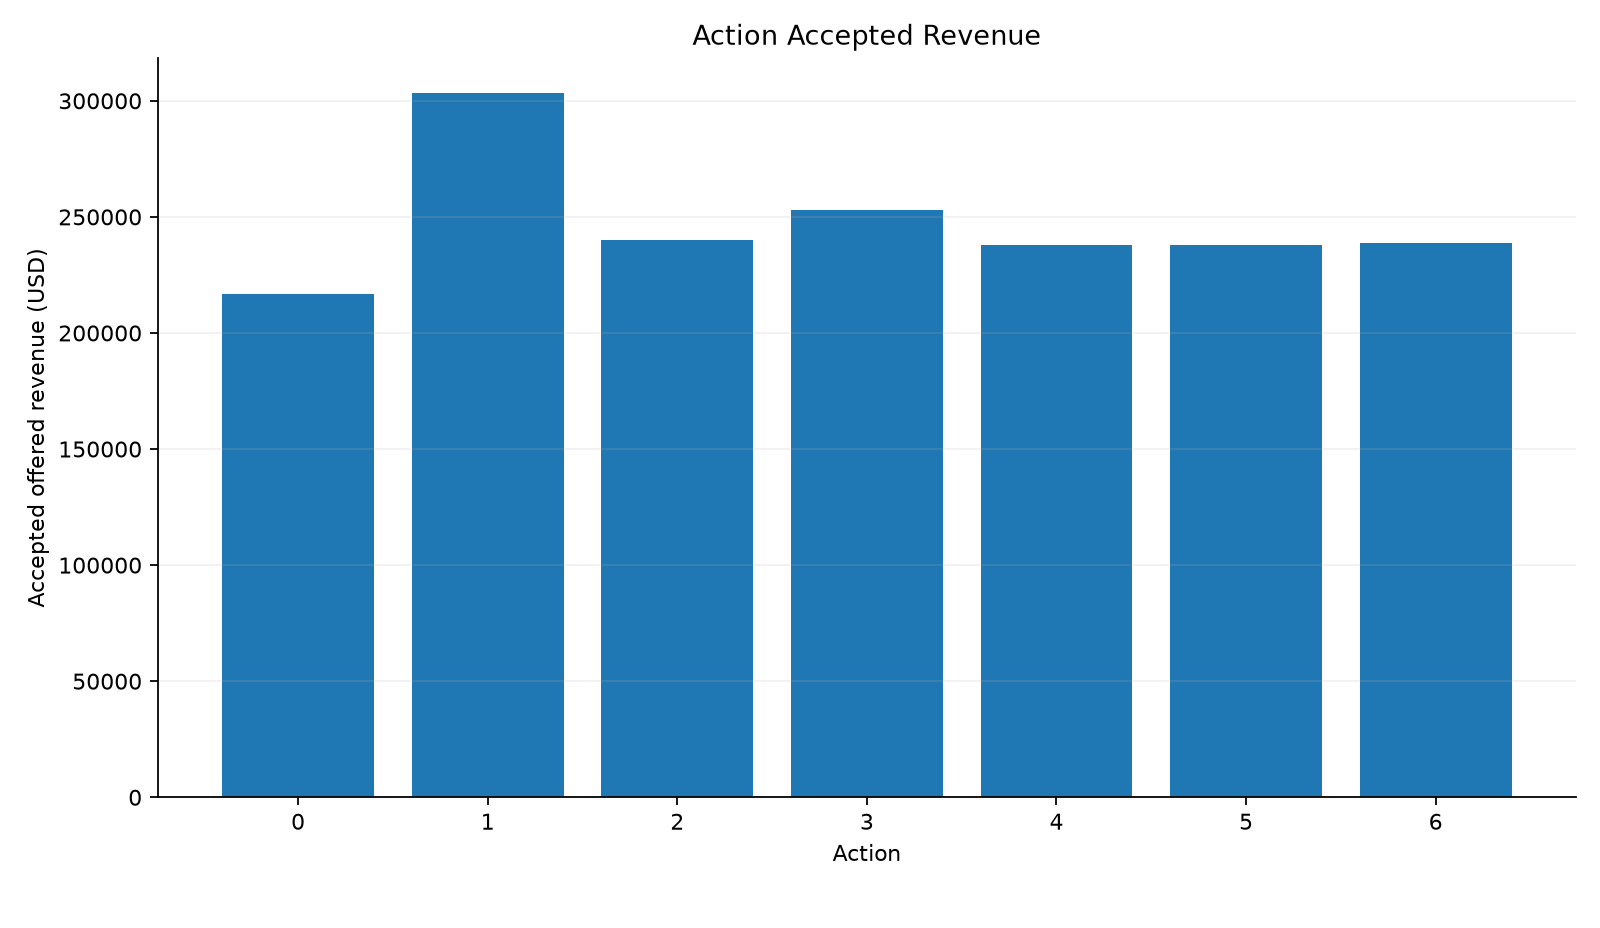 Action Accepted Revenue
Accepted offered revenue (USD)
300000
250000
200000
150000
100000
50000
0
0 1 2 3 4 5 6
Action